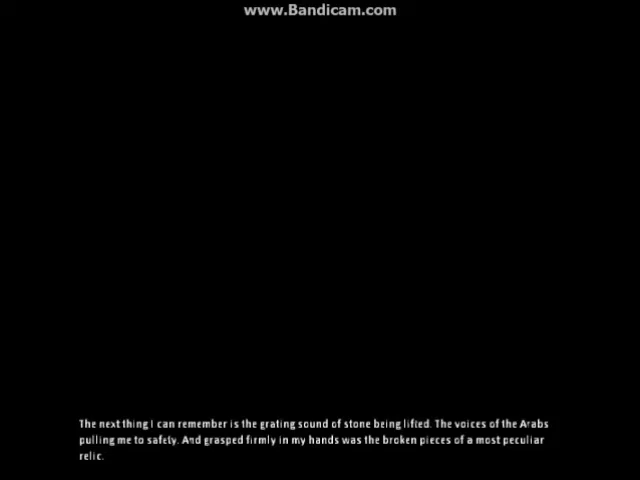 www.Bandicam.com
The next thing I can remember is the grating sound of stone being lifted. The voices of the Arabs
pulling me to safety. And grasped firmly in my hands was the broken pieces of a most peculiar
relic.